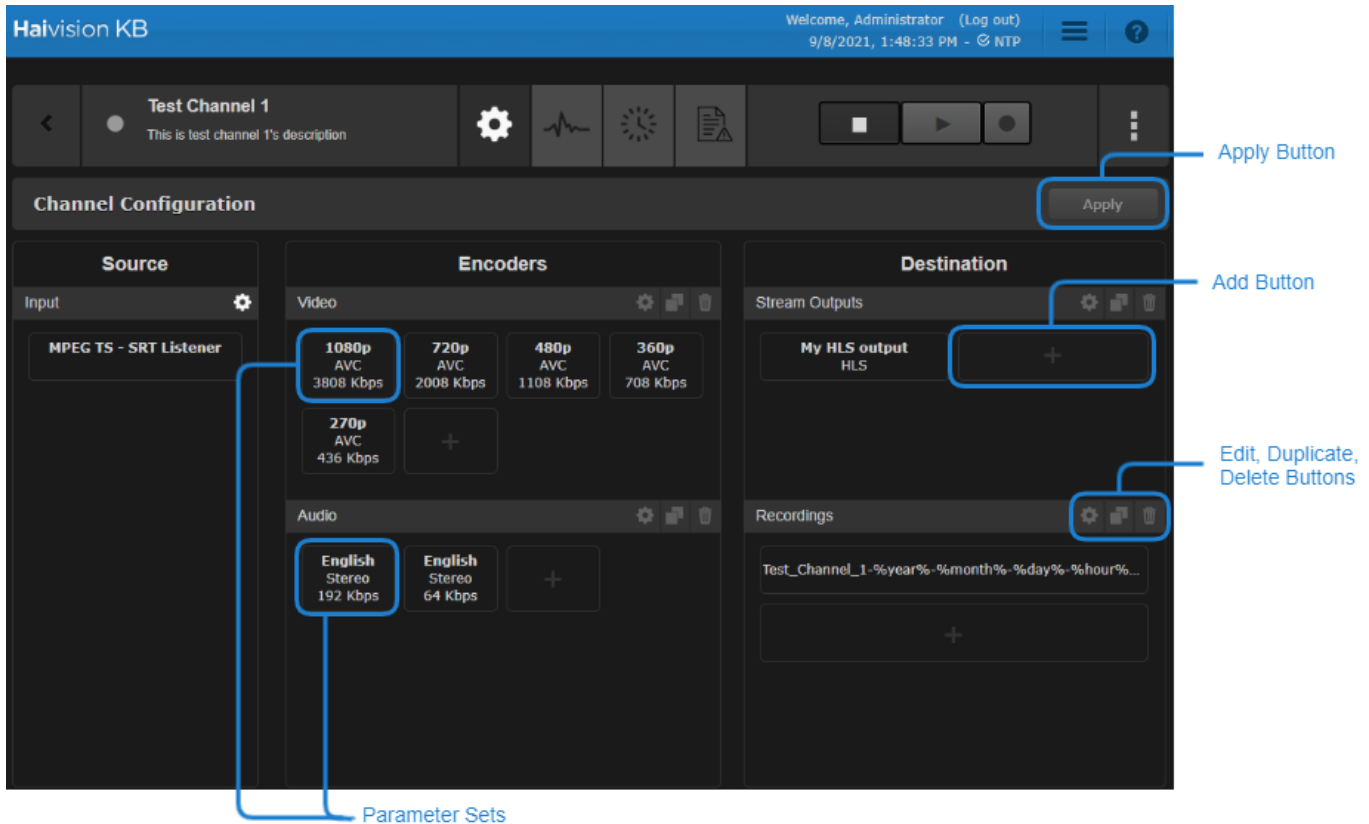 Haivision KB
Welcome, Administrator (Log out)
9/8/2021, 1:48:33 PM - NTP
Test Channel 1
This is test channel 1's description
Apply Button
Channel Configuration
Apply
Source
Encoders
Destination
Add Button
Input
Video
Stream Outputs
MPEG TS - SRT Listener
1080p
AVC
3808 Kbps
720p
AVC
2008 Kbps
480p
AVC
1108 Kbps
360p
AVC
708 Kbps
My HLS output
HLS
270p
AVC
436 Kbps
Edit, Duplicate,
Delete Buttons
Audio
Recordings
English
Stereo
192 Kbps
English
Stereo
64 Kbps
Test_Channel_1-%year%-%month%-%day%-%hour%...
Parameter Sets